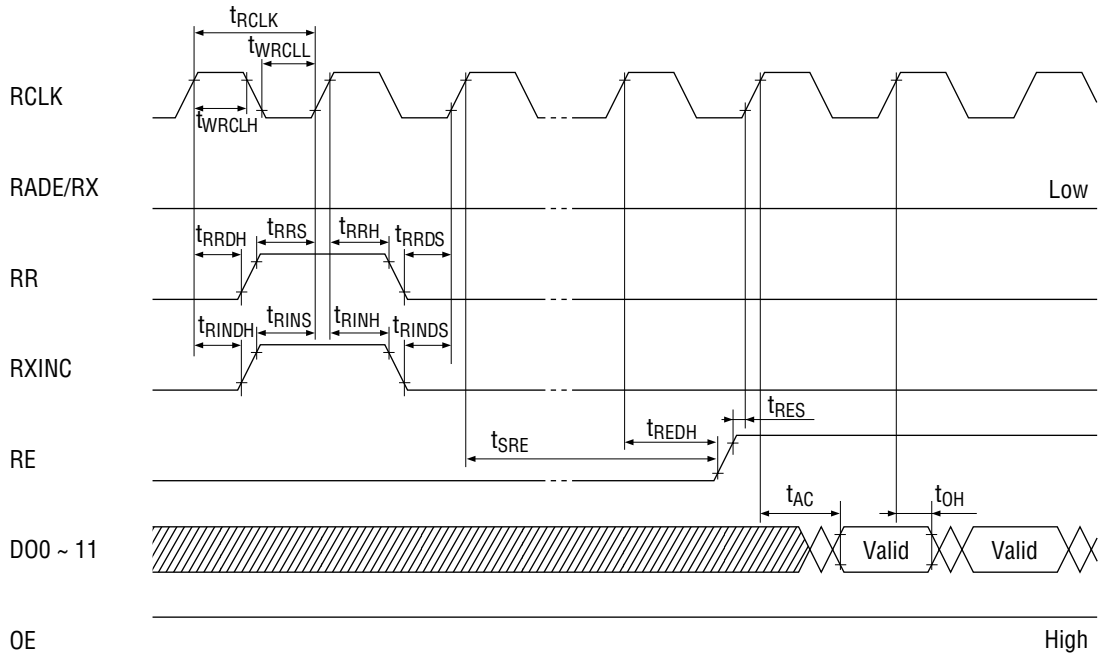 tRCLK
tWRCLL
RCLK
tWRCLH
RADE/RX
Low
tRRDH
tRRS
tRRH
tRRDS
RR
tRINDH
tRINS
tRINH
tRINDS
RXINC
tRES
tREDH
tSRE
RE
tAC
tOH
DO0 ~ 11
Valid
Valid
OE
High